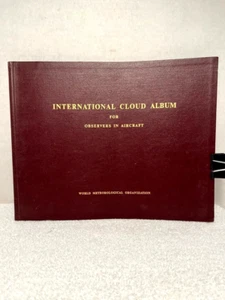 INTERNATIONAL CLOUD ALBUM
FOR
OBSERVERS IN AIRCRAFT
WORLD METEOROLOGICAL ORGANIZATION